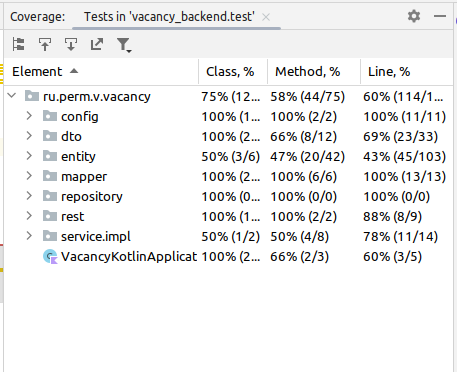 Coverage: Tests in 'vacancy_backend.test' ×
Element Class, % Method, % Line, %
ru.perm.v.vacancy 75% (12... 58% (44/75) 60% (114/1...
config 100% (1... 100% (2/2) 100% (11/11)
dto 100% (2... 66% (8/12) 69% (23/33)
entity 50% (3/6) 47% (20/42) 43% (45/103)
mapper 100% (2... 100% (6/6) 100% (13/13)
repository 100% (0... 100% (0/0) 100% (0/0)
rest 100% (1... 100% (2/2) 88% (8/9)
service.impl 50% (1/2) 50% (4/8) 78% (11/14)
VacancyKotlinApplicat 100% (2... 66% (2/3) 60% (3/5)